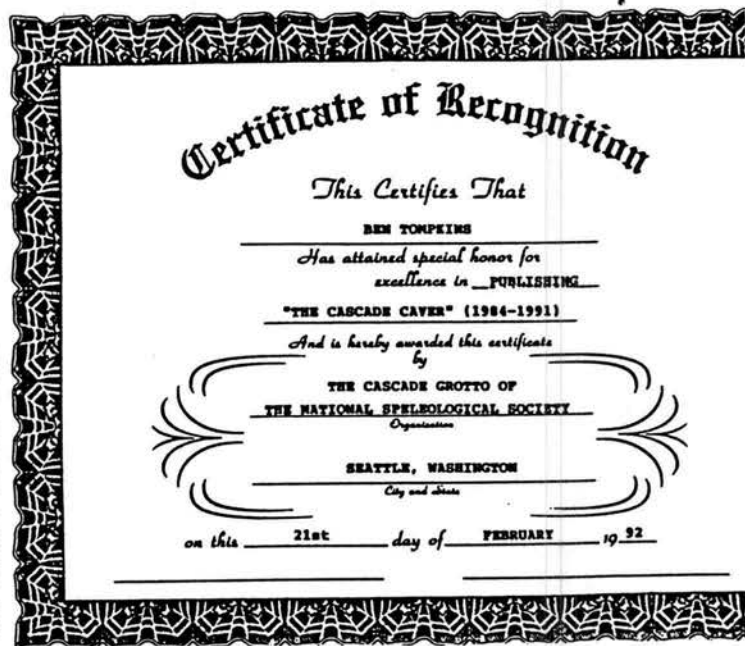 Certificate of Recognition
This Certifies That
BEN TOMPKINS
Has attained special honor for
excellence in PUBLISHING
"THE CASCADE CAVER" (1984-1991)
And is hereby awarded this certificate
by
THE CASCADE GROTTO OF
THE NATIONAL SPELEOLOGICAL SOCIETY
Organization
SEATTLE, WASHINGTON
City and State
on this 21st day of FEBRUARY 19 92